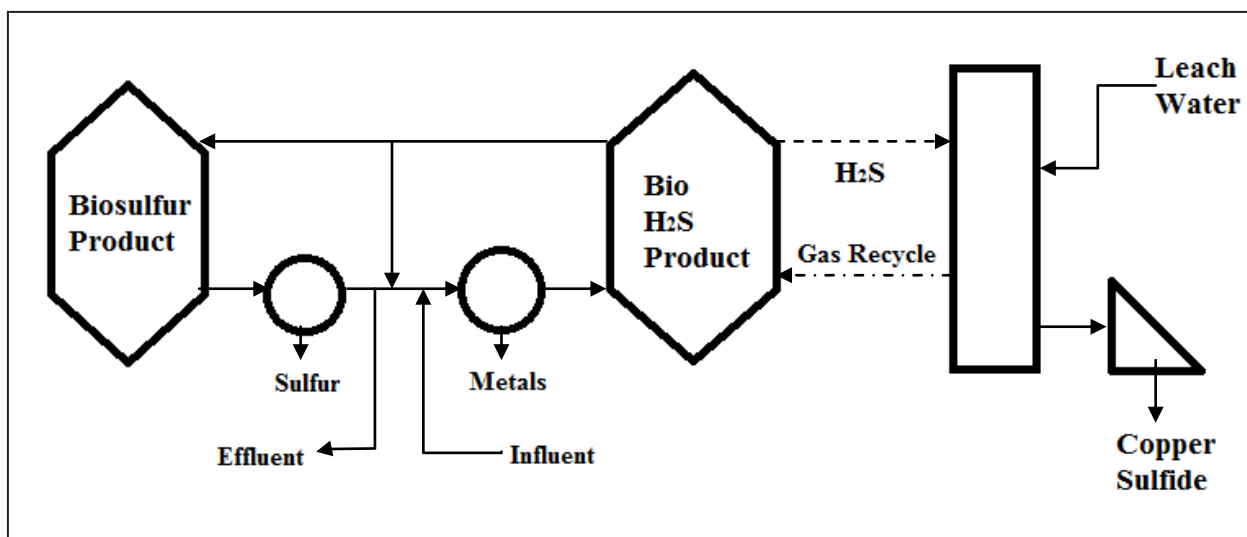 Biosulfur
Product
Sulfur
Effluent
Influent
Metals
Bio
H₂S
Product
H₂S
Gas Recycle
Leach
Water
Copper
Sulfide